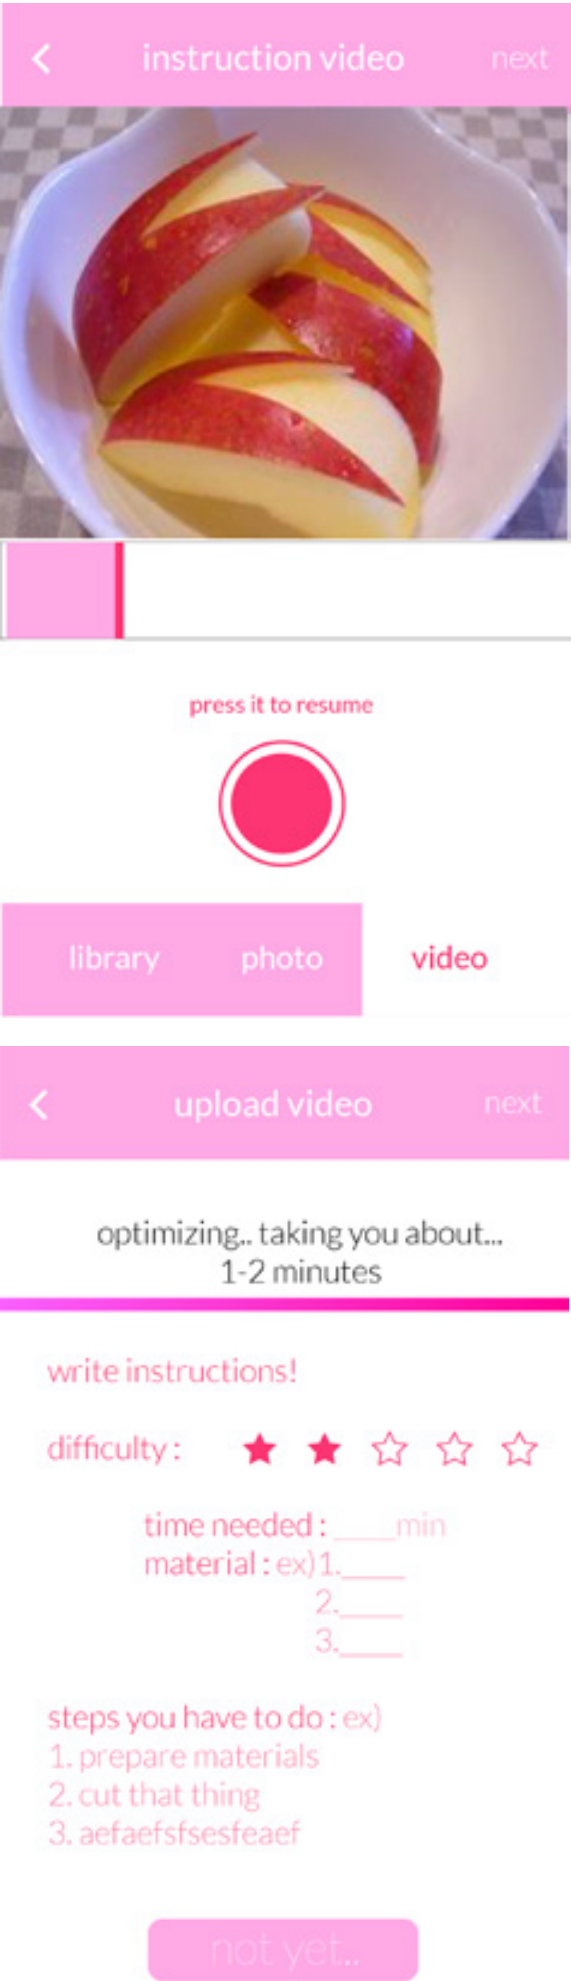 instruction video next
press it to resume
library photo video
upload video next
optimizing.. taking you about...
1-2 minutes
write instructions!
difficulty :
time needed : ____min
material : ex)1.____
2.____
3.____
steps you have to do : ex)
1. prepare materials
2. cut that thing
3. aefaefsfsesfeaef
not yet..